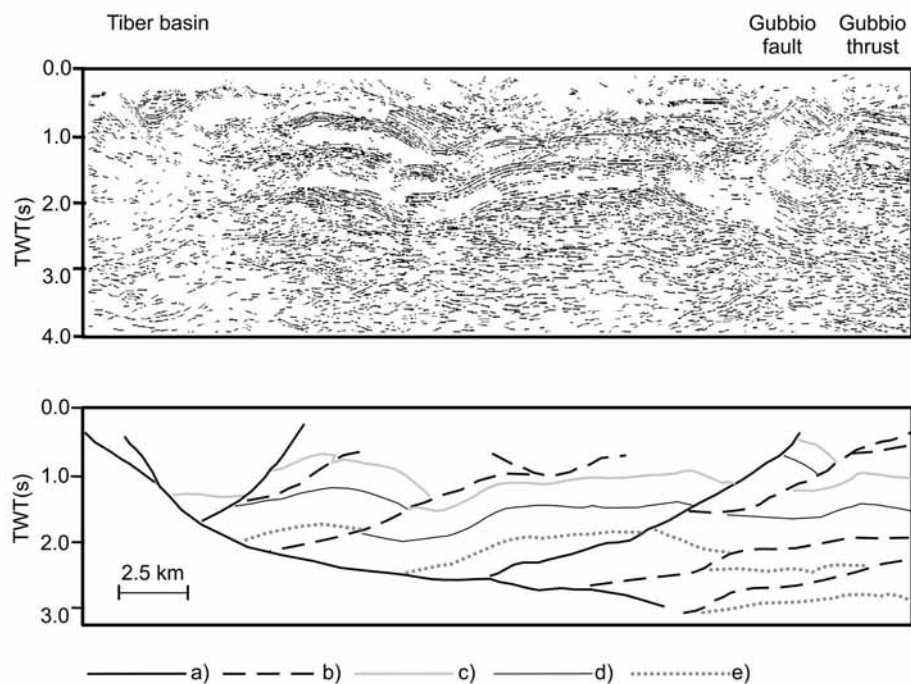 Tiber basin
Gubbio fault
Gubbio thrust
0.0
1.0
2.0
3.0
4.0
TWT(s)
0.0
1.0
2.0
3.0
TWT(s)
2.5 km
a)
b)
c)
d)
e)